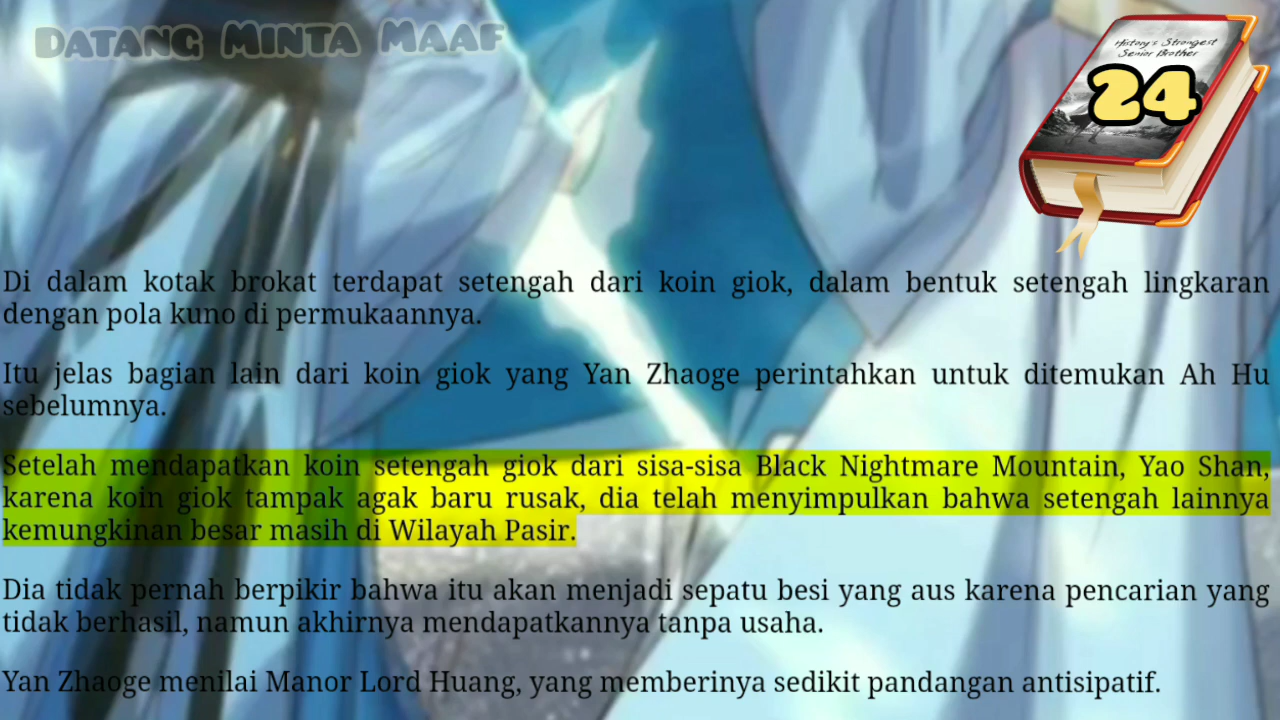 Datang Minta Maaf
History's Strongest
Senior Brother
24
Di dalam kotak brokat terdapat setengah dari koin giok, dalam bentuk setengah lingkaran
dengan pola kuno di permukaannya.
Itu jelas bagian lain dari koin giok yang Yan Zhaoge perintahkan untuk ditemukan Ah Hu
sebelumnya.
Setelah mendapatkan koin setengah giok dari sisa-sisa Black Nightmare Mountain, Yao Shan,
karena koin giok tampak agak baru rusak, dia telah menyimpulkan bahwa setengah lainnya
kemungkinan besar masih di Wilayah Pasir.
Dia tidak pernah berpikir bahwa itu akan menjadi sepatu besi yang aus karena pencarian yang
tidak berhasil, namun akhirnya mendapatkannya tanpa usaha.
Yan Zhaoge menilai Manor Lord Huang, yang memberinya sedikit pandangan antisipatif.